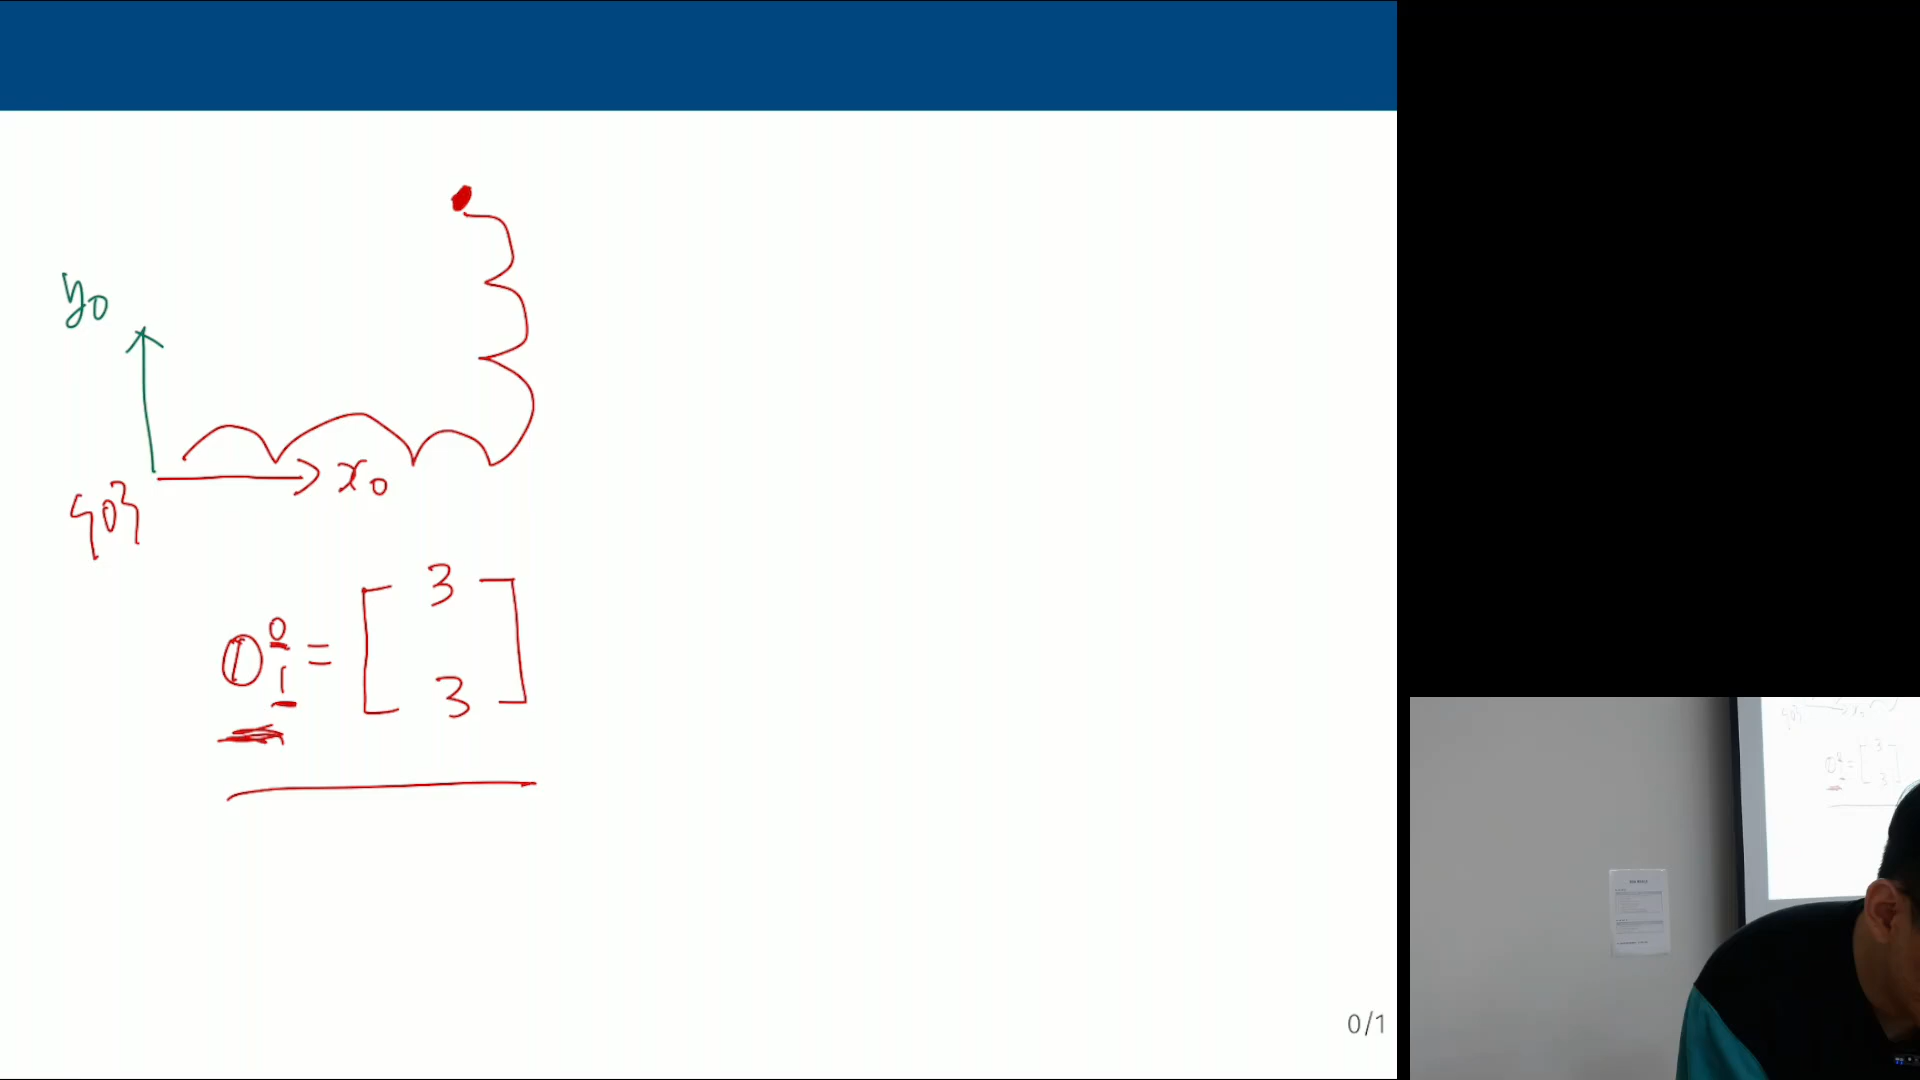 y₀
x₀
{0}
O⁰₁ = [ 3
3 ]
0/1